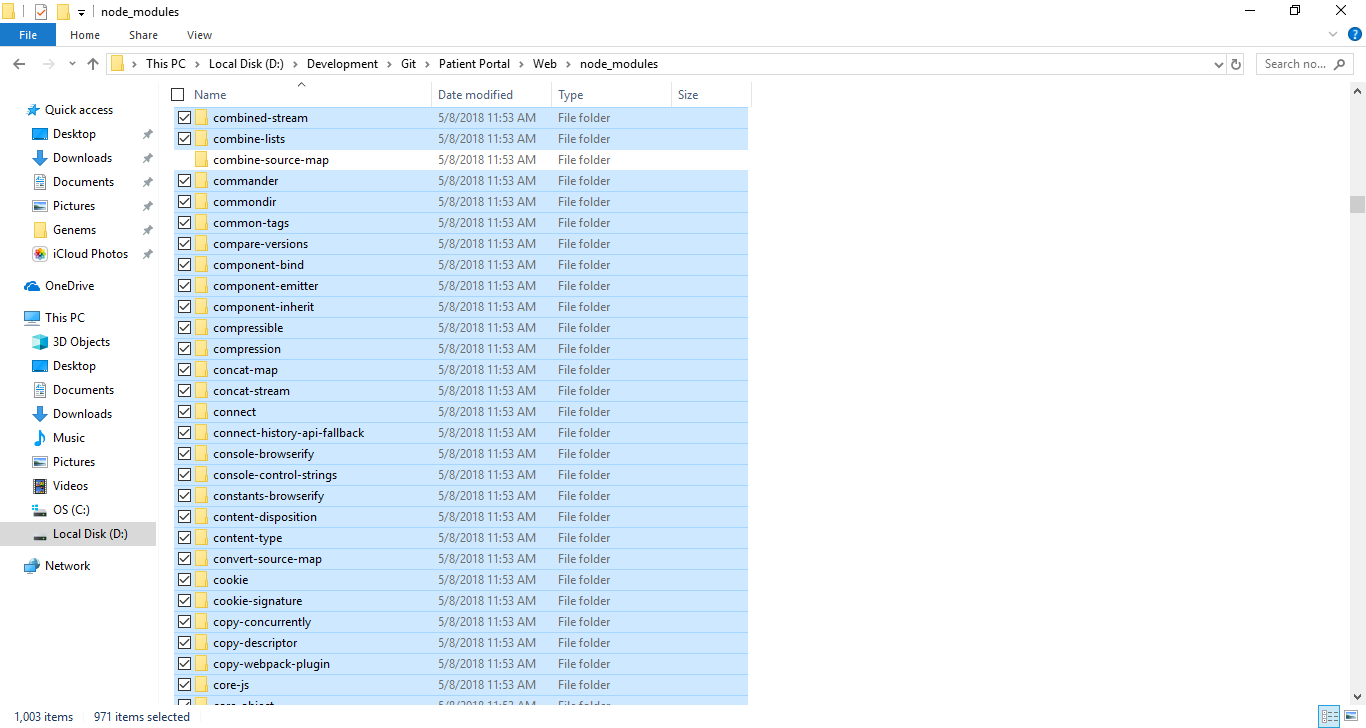 node_modules
File Home Share View
This PC Local Disk (D:) Development Git Patient Portal Web node_modules Search no...
Quick access
Desktop
Downloads
Documents
Pictures
Genems
iCloud Photos
OneDrive
This PC
3D Objects
Desktop
Documents
Downloads
Music
Pictures
Videos
OS (C:)
Local Disk (D:)
Network
Name Date modified Type Size
combined-stream 5/8/2018 11:53 AM File folder
combine-lists 5/8/2018 11:53 AM File folder
combine-source-map 5/8/2018 11:53 AM File folder
commander 5/8/2018 11:53 AM File folder
commondir 5/8/2018 11:53 AM File folder
common-tags 5/8/2018 11:53 AM File folder
compare-versions 5/8/2018 11:53 AM File folder
component-bind 5/8/2018 11:53 AM File folder
component-emitter 5/8/2018 11:53 AM File folder
component-inherit 5/8/2018 11:53 AM File folder
compressible 5/8/2018 11:53 AM File folder
compression 5/8/2018 11:53 AM File folder
concat-map 5/8/2018 11:53 AM File folder
concat-stream 5/8/2018 11:53 AM File folder
connect 5/8/2018 11:53 AM File folder
connect-history-api-fallback 5/8/2018 11:53 AM File folder
console-browserify 5/8/2018 11:53 AM File folder
console-control-strings 5/8/2018 11:53 AM File folder
constants-browserify 5/8/2018 11:53 AM File folder
content-disposition 5/8/2018 11:53 AM File folder
content-type 5/8/2018 11:53 AM File folder
convert-source-map 5/8/2018 11:53 AM File folder
cookie 5/8/2018 11:53 AM File folder
cookie-signature 5/8/2018 11:53 AM File folder
copy-concurrently 5/8/2018 11:53 AM File folder
copy-descriptor 5/8/2018 11:53 AM File folder
copy-webpack-plugin 5/8/2018 11:53 AM File folder
core-js 5/8/2018 11:53 AM File folder
1,003 items 971 items selected